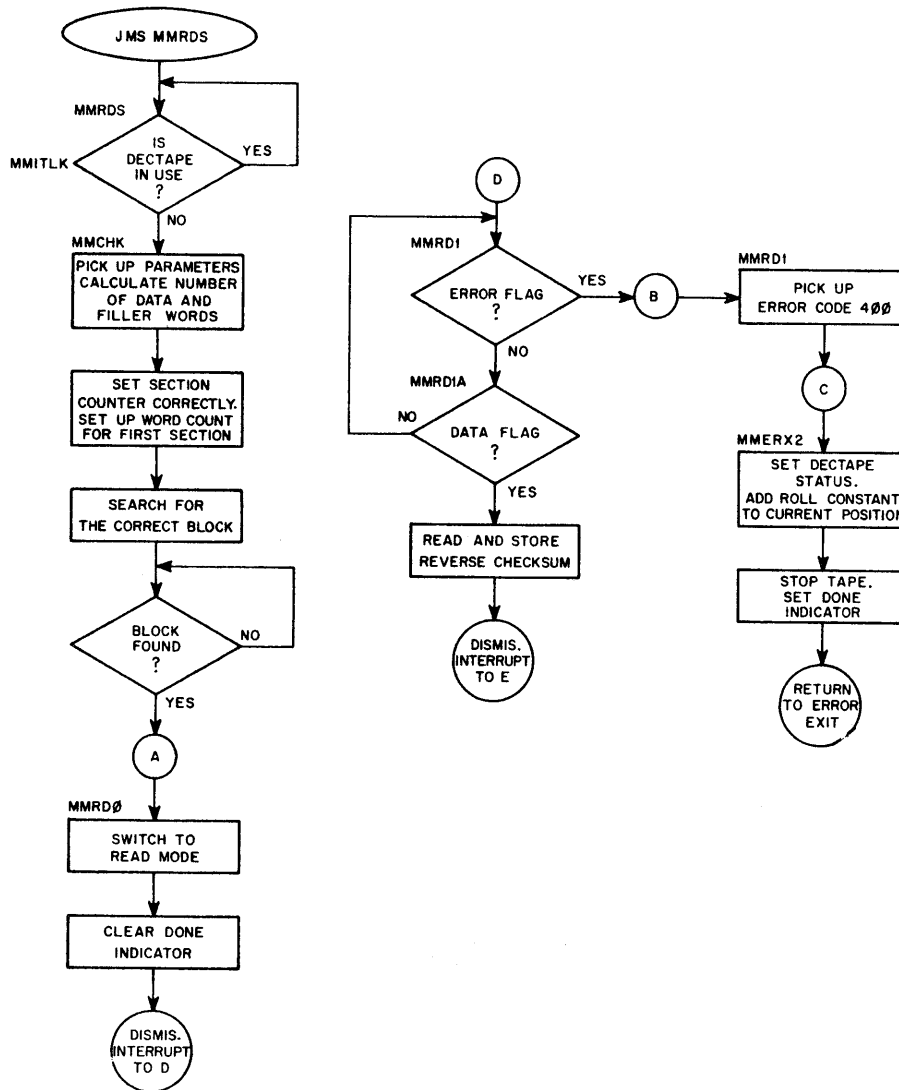 JMS MMRDS
MMRDS
IS
DECTAPE
IN USE
?
YES
MMITLK
NO
MMCHK
PICK UP PARAMETERS
CALCULATE NUMBER
OF DATA AND
FILLER WORDS
SET SECTION
COUNTER CORRECTLY.
SET UP WORD COUNT
FOR FIRST SECTION
SEARCH FOR
THE CORRECT BLOCK
BLOCK
FOUND
?
NO
YES
A
MMRDØ
SWITCH TO
READ MODE
CLEAR DONE
INDICATOR
DISMIS.
INTERRUPT
TO D
D
MMRD1
ERROR FLAG
?
YES
NO
MMRD1A
NO
DATA FLAG
?
YES
READ AND STORE
REVERSE CHECKSUM
DISMIS.
INTERRUPT
TO E
B
MMRD1
PICK UP
ERROR CODE 4ØØ
C
MMERX2
SET DECTAPE
STATUS.
ADD ROLL CONSTANT
TO CURRENT POSITION
STOP TAPE.
SET DONE
INDICATOR
RETURN
TO ERROR
EXIT